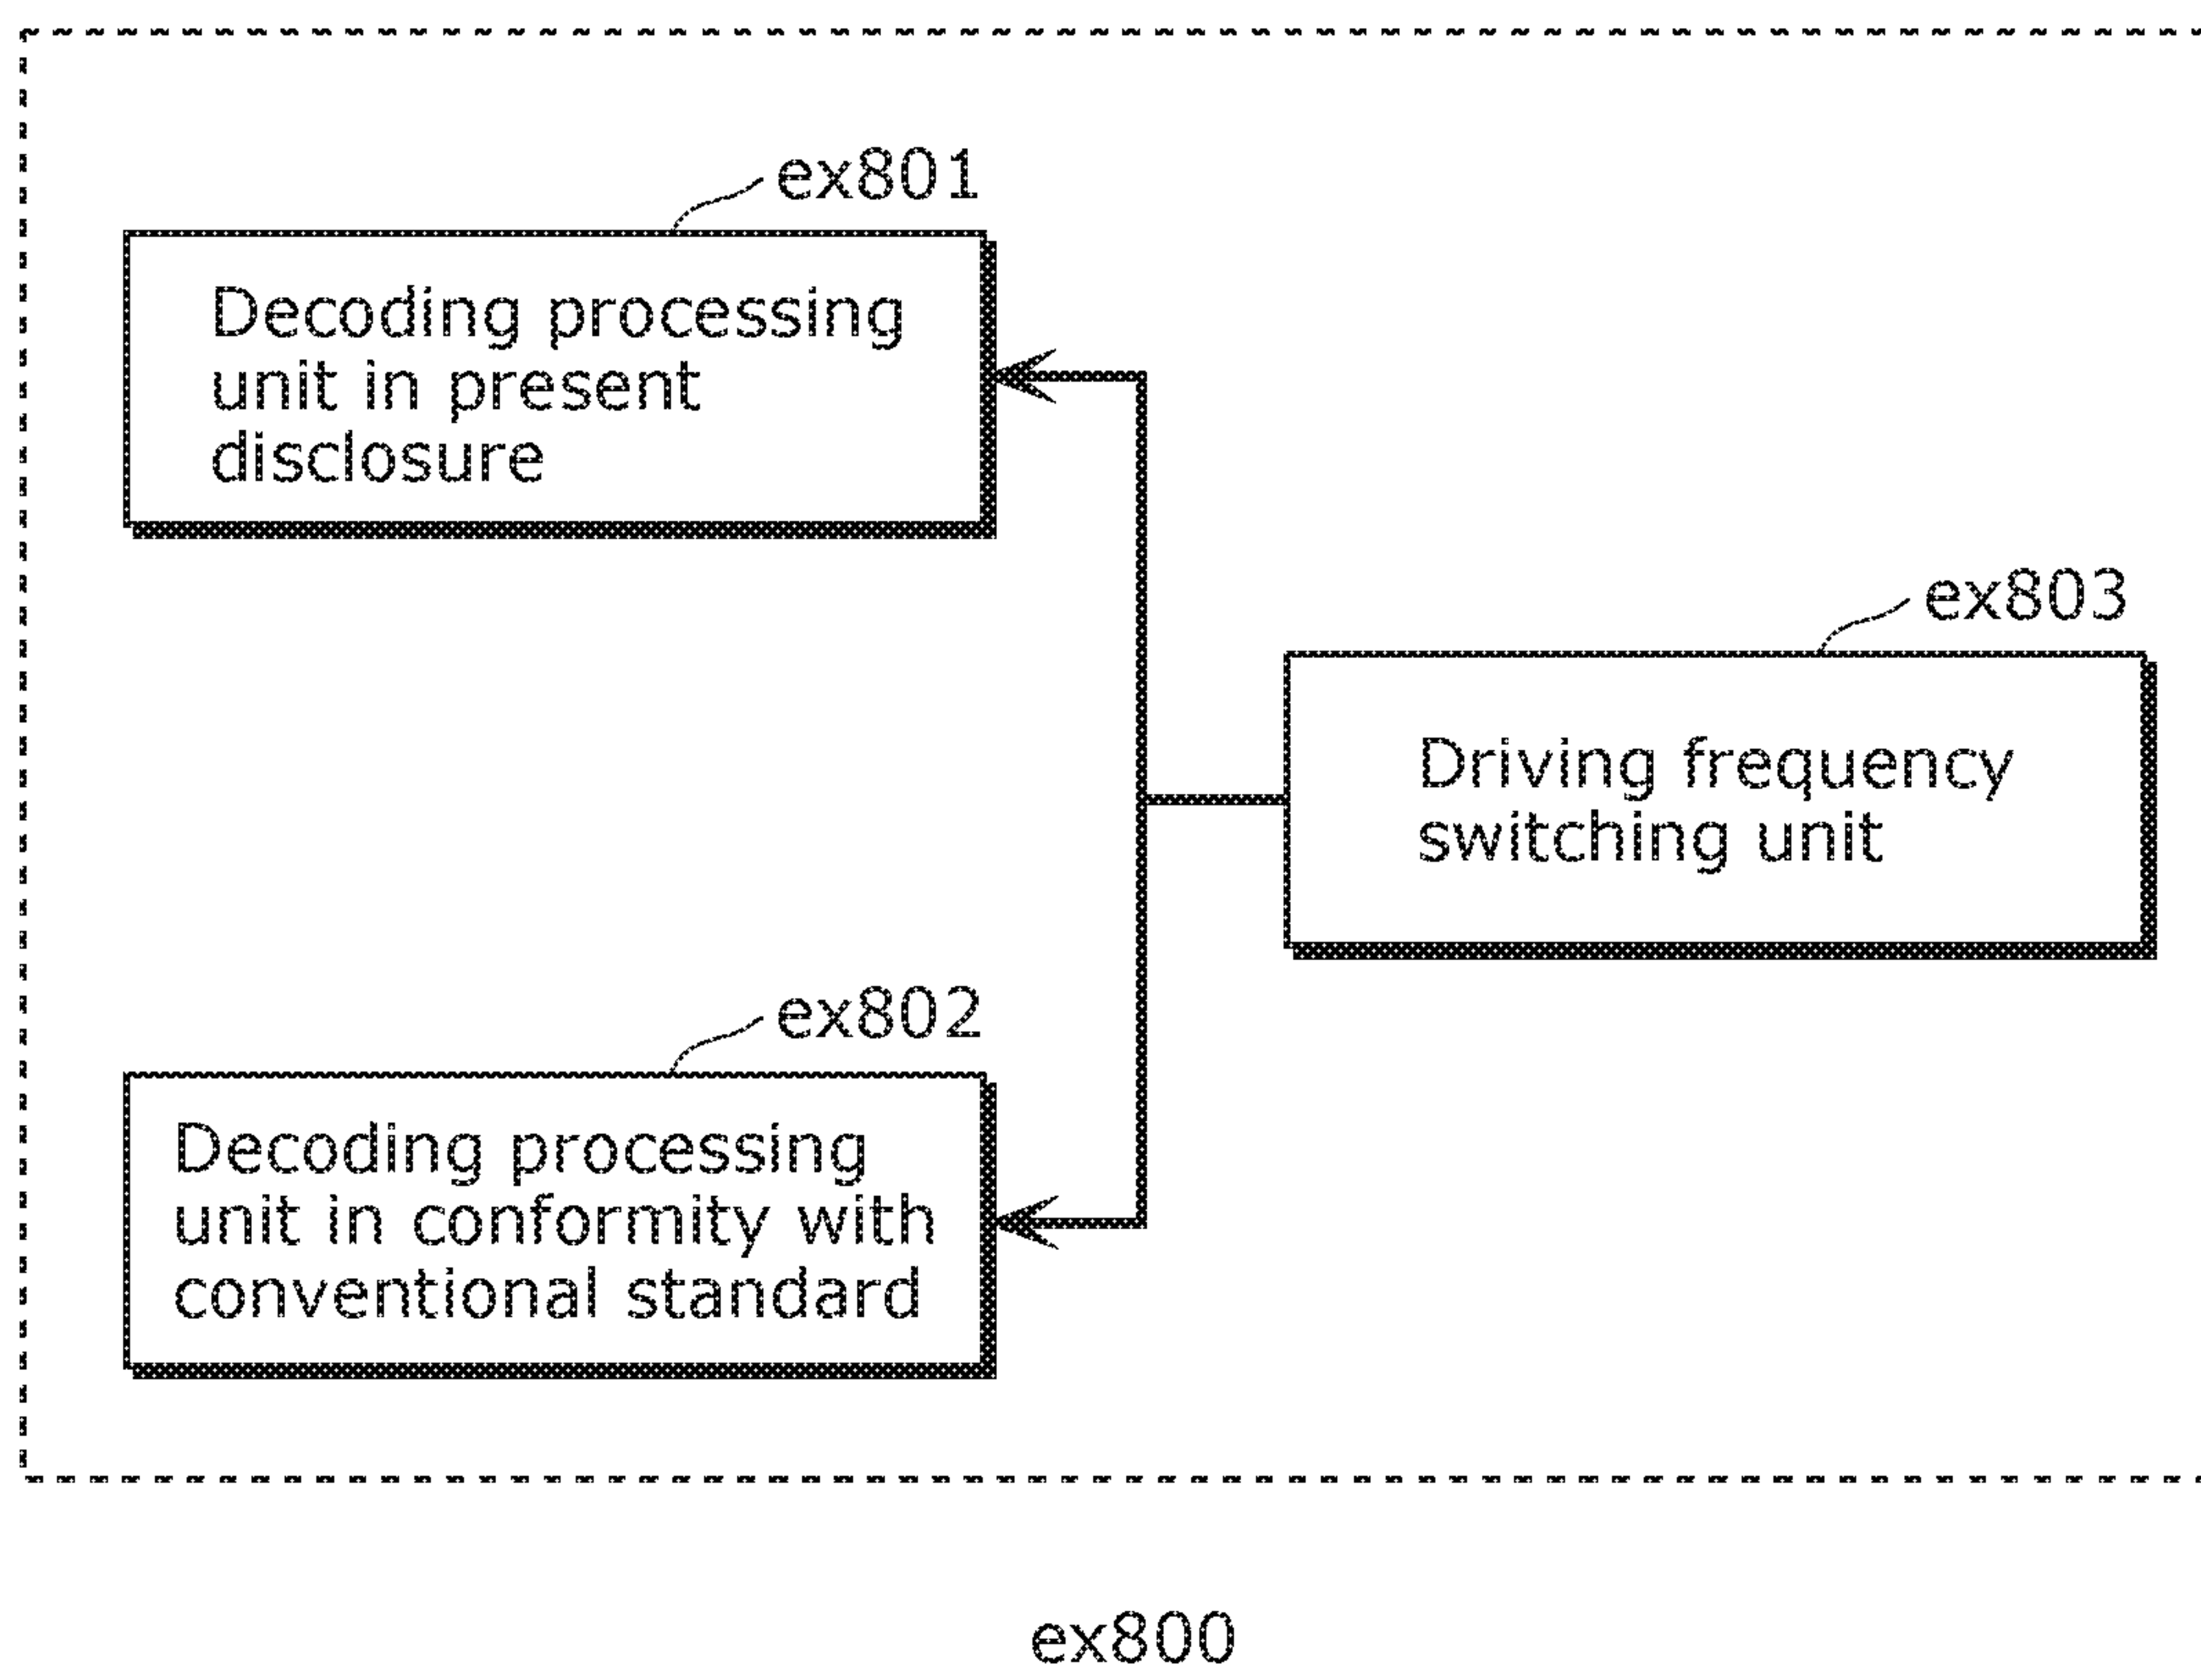 ex801
Decoding processing
unit in present
disclosure
ex803
Driving frequency
switching unit
ex802
Decoding processing
unit in conformity with
conventional standard
ex800